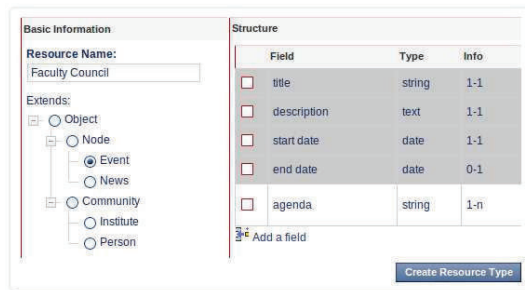 Basic Information
Resource Name:
Faculty Council
Extends:
Object
Node
Event
News
Community
Institute
Person
Structure
Field Type Info
title string 1-1
description text 1-1
start date date 1-1
end date date 0-1
agenda string 1-n
Add a field
Create Resource Type